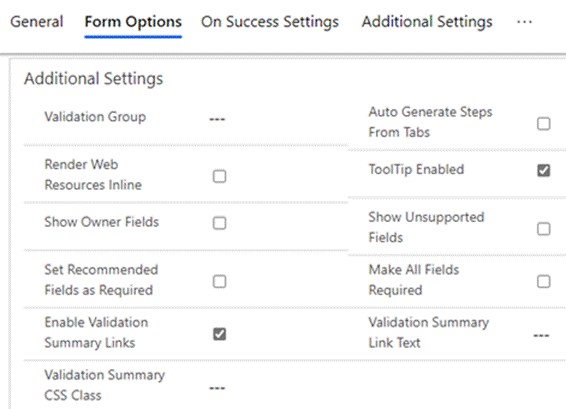 General Form Options On Success Settings Additional Settings ...
Additional Settings
Validation Group ---
Auto Generate Steps
From Tabs
Render Web
Resources Inline
ToolTip Enabled
Show Owner Fields
Show Unsupported
Fields
Set Recommended
Fields as Required
Make All Fields
Required
Enable Validation
Summary Links
Validation Summary
Link Text ---
Validation Summary
CSS Class ---